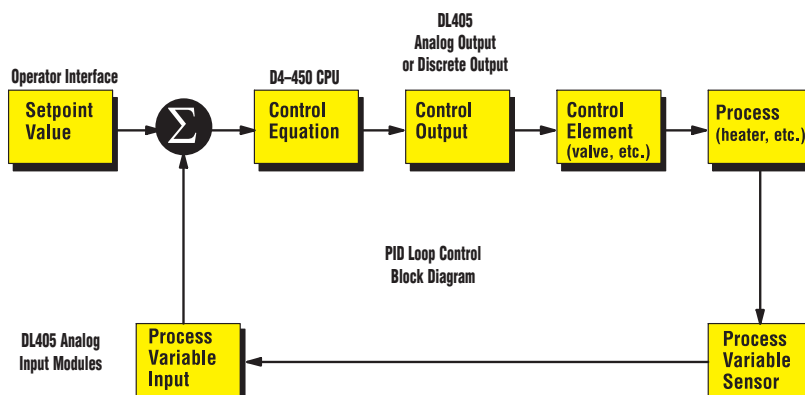 DL405
Analog Output
or Discrete Output
Operator Interface
D4–450 CPU
Setpoint
Value
Σ
Control
Equation
Control
Output
Control
Element
(valve, etc.)
Process
(heater, etc.)
PID Loop Control
Block Diagram
DL405 Analog
Input Modules
Process
Variable
Input
Process
Variable
Sensor